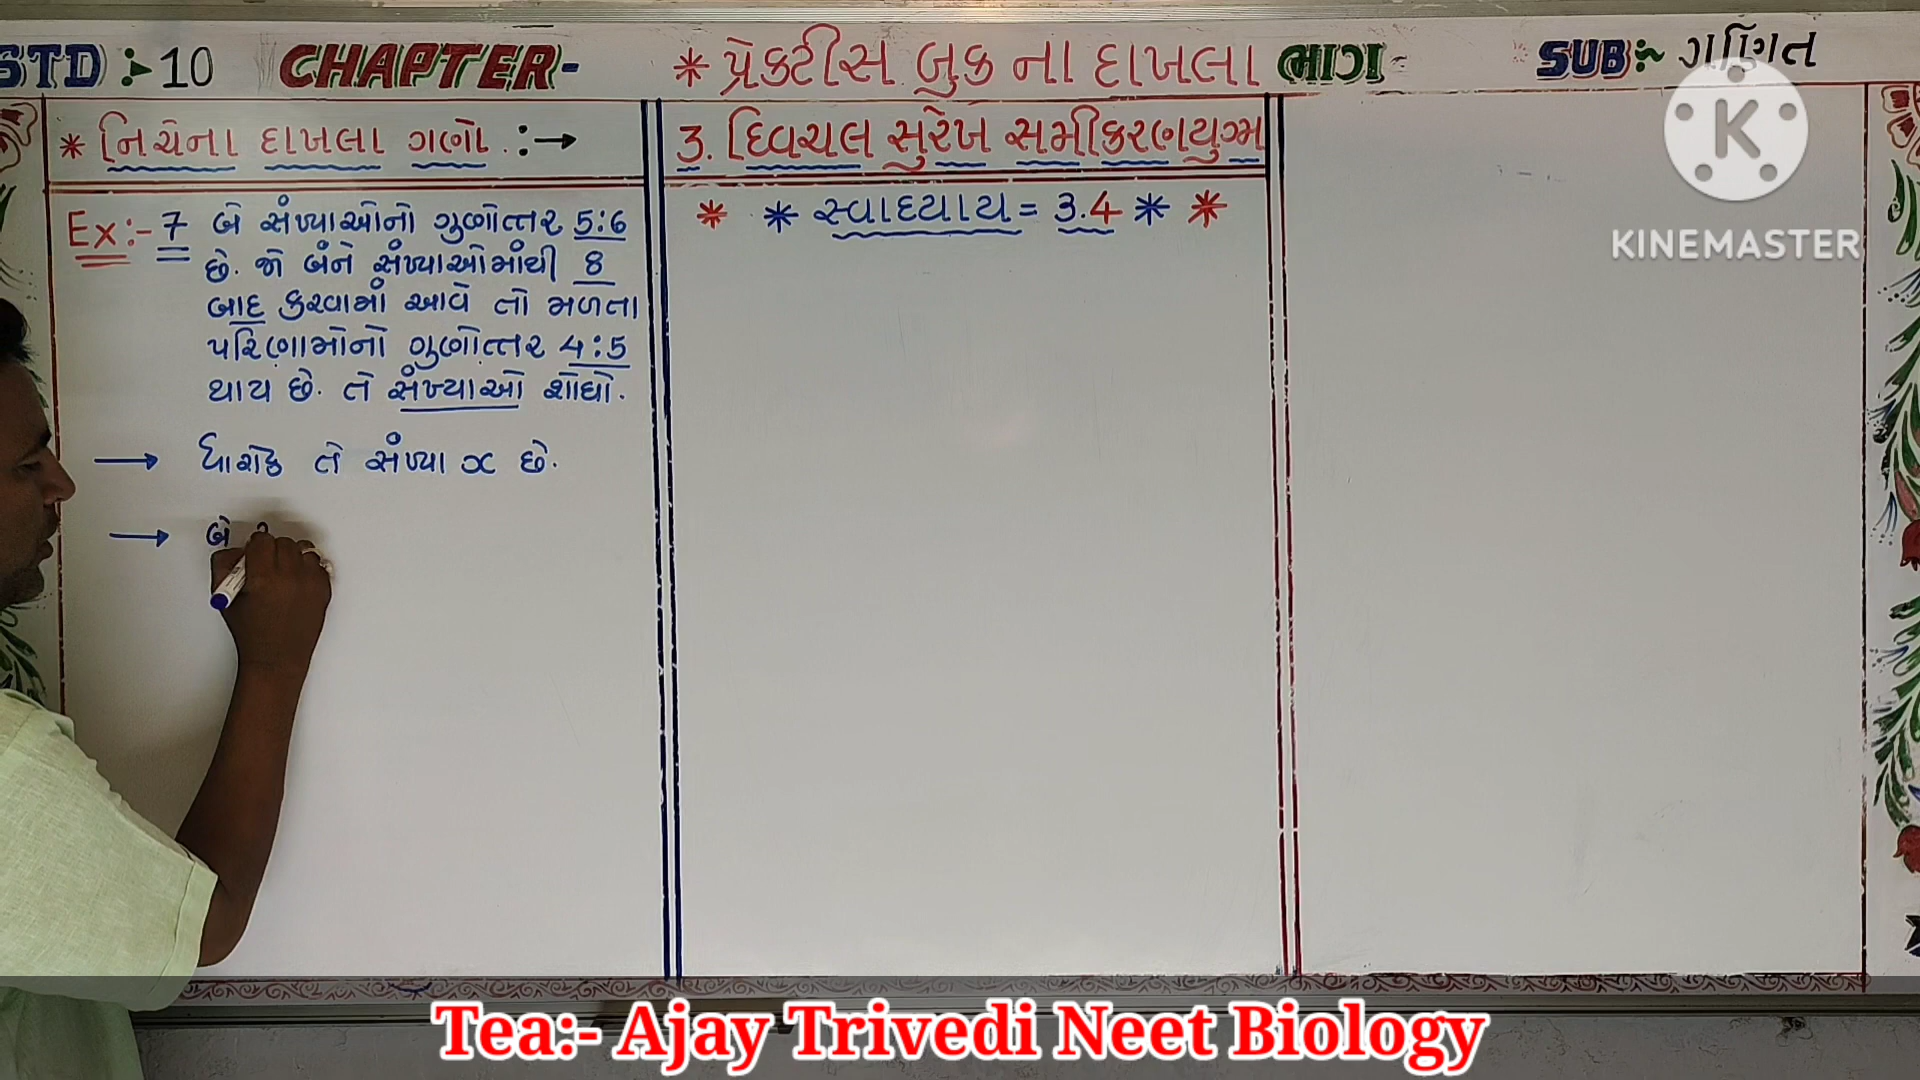 STD :- 10 CHAPTER- * પ્રેકટીસ બુક ના દાખલા ભાગ- SUB:~ ગણિત
* નિચેના દાખલા ગણો. :→
3. દ્વિચલ સુરેખ સમીકરણયુગ્મ
* * સ્વાધ્યાય = 3.4 * *
Ex:- 7 બે સંખ્યાઓનો ગુણોત્તર 5:6
છે. જો બંને સંખ્યાઓમાંથી 8
બાદ કરવામાં આવે તો મળતા
પરિણામોનો ગુણોત્તર 4:5
થાય છે. તે સંખ્યાઓ શોધો.
→ ધારોકે તે સંખ્યા x છે.
→ બે
K
KINEMASTER
Tea:- Ajay Trivedi Neet Biology